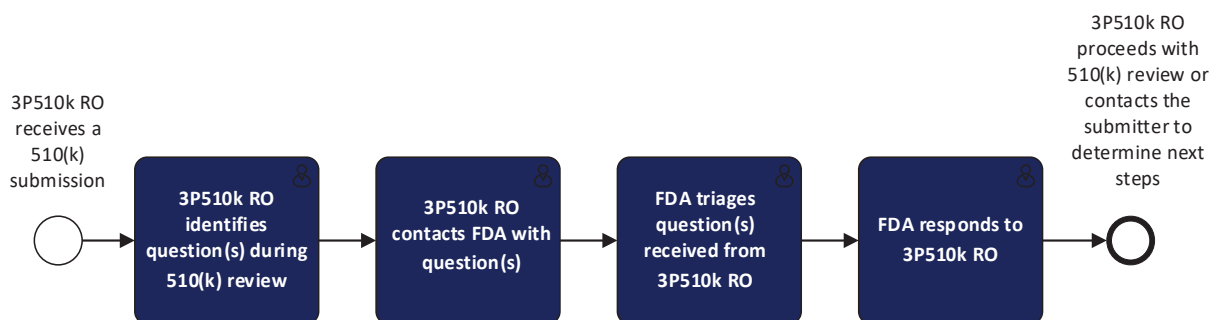 3P510k RO
receives a
510(k)
submission
3P510k RO
identifies
question(s) during
510(k) review
3P510k RO
contacts FDA with
question(s)
FDA triages
question(s)
received from
3P510k RO
FDA responds to
3P510k RO
3P510k RO
proceeds with
510(k) review or
contacts the
submitter to
determine next
steps